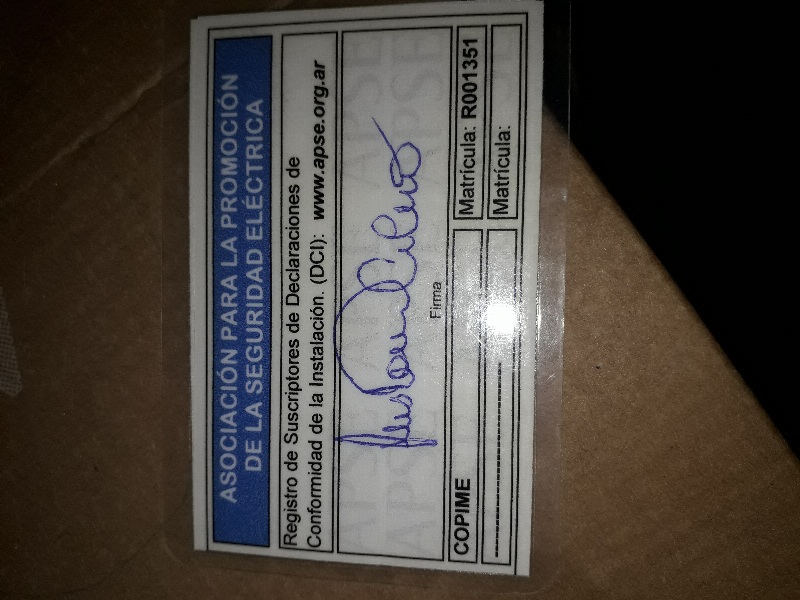 ASOCIACIÓN PARA LA PROMOCIÓN
DE LA SEGURIDAD ELÉCTRICA
Registro de Suscriptores de Declaraciones de
Conformidad de la Instalación. (DCI): www.apse.org.ar
Firma
COPIME Matrícula: R001351
Matrícula: